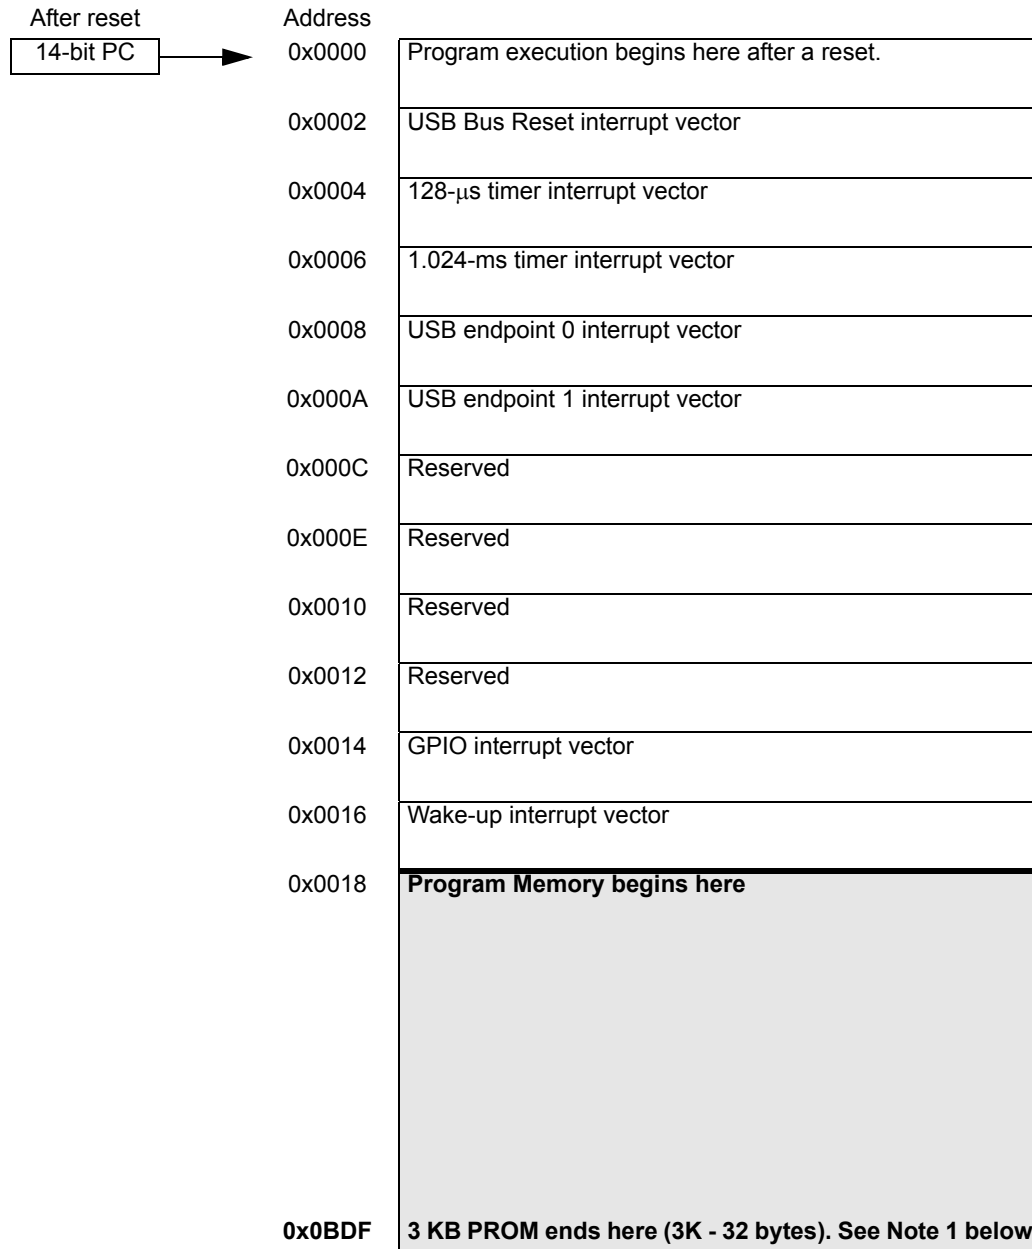 After reset Address
14-bit PC 0x0000 Program execution begins here after a reset.
0x0002 USB Bus Reset interrupt vector
0x0004 128-μs timer interrupt vector
0x0006 1.024-ms timer interrupt vector
0x0008 USB endpoint 0 interrupt vector
0x000A USB endpoint 1 interrupt vector
0x000C Reserved
0x000E Reserved
0x0010 Reserved
0x0012 Reserved
0x0014 GPIO interrupt vector
0x0016 Wake-up interrupt vector
0x0018 Program Memory begins here
0x0BDF 3 KB PROM ends here (3K - 32 bytes). See Note 1 below